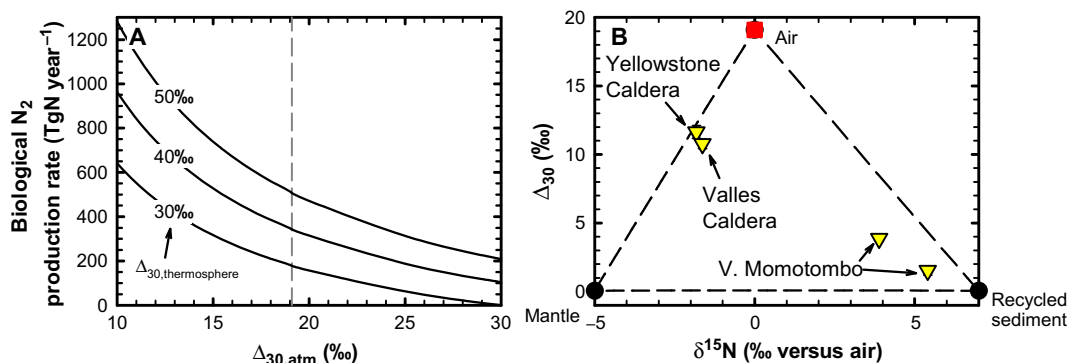 A
Biological N2
production rate (TgN year−1)
1200
1000
800
600
400
200
0
50‰
40‰
30‰
Δ30,thermosphere
10
15
20
25
30
Δ30,atm (‰)
B
Δ30 (‰)
20
15
10
5
0
Air
Yellowstone
Caldera
Valles
Caldera
V. Momotombo
Mantle
Recycled
sediment
−5
0
5
δ15N (‰ versus air)